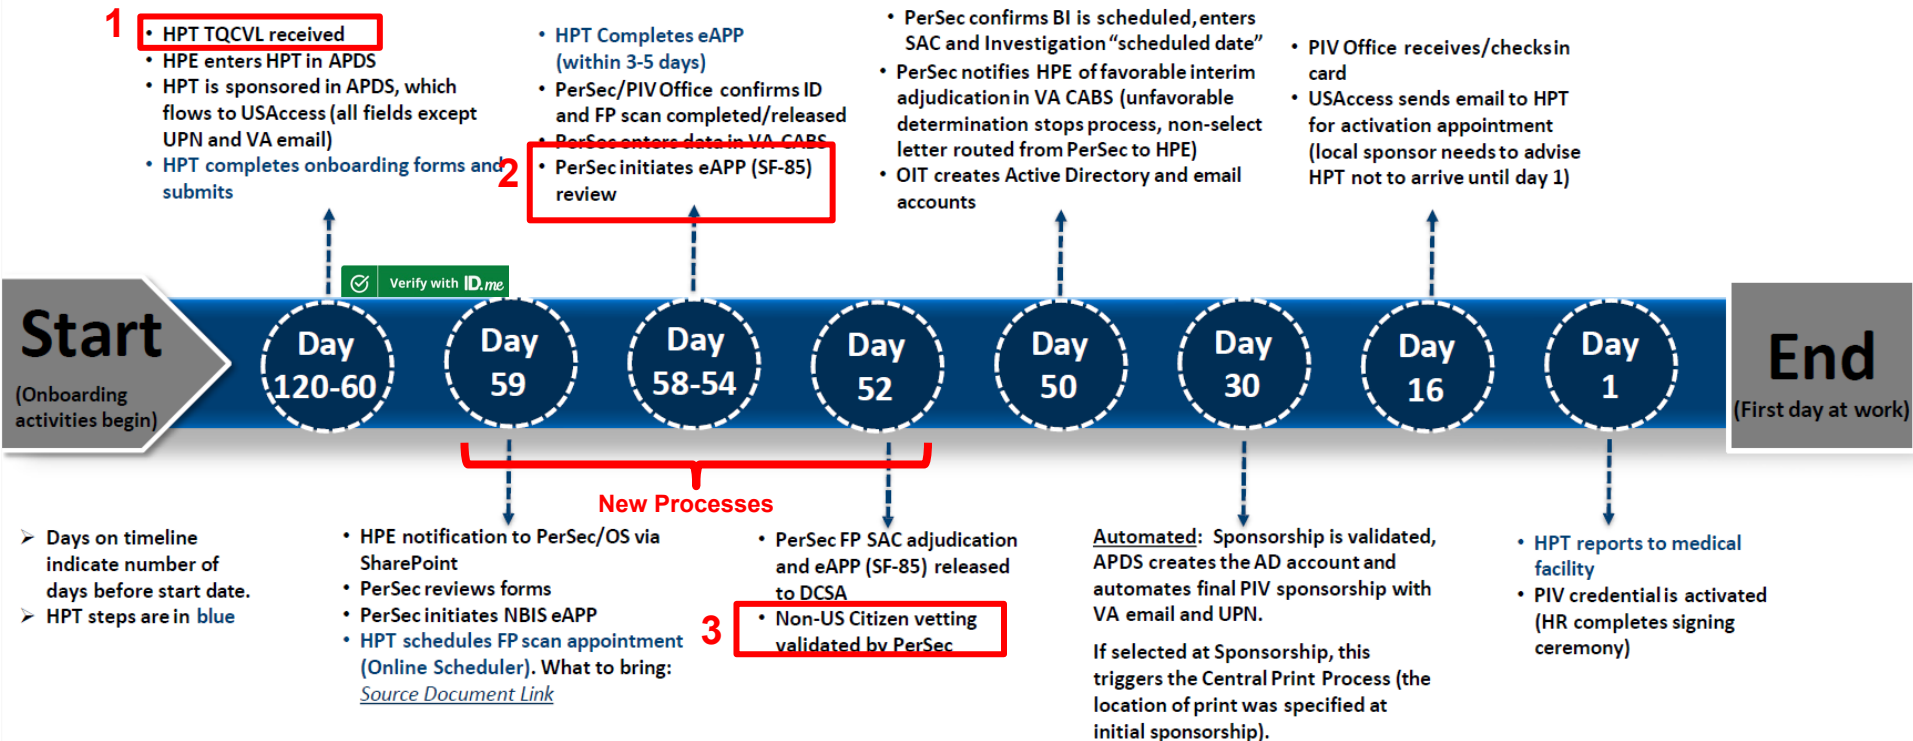 1
• HPT TQCVL received
• HPE enters HPT in APDS
• HPT is sponsored in APDS, which
flows to USAccess (all fields except
UPN and VA email)
• HPT completes onboarding forms and
submits
• HPT Completes eAPP
(within 3-5 days)
• PerSec/PIV Office confirms ID
and FP scan completed/released
• PerSec enters data in VA-CABS
2
• PerSec initiates eAPP (SF-85)
review
• PerSec confirms BI is scheduled, enters
SAC and Investigation “scheduled date”
• PerSec notifies HPE of favorable interim
adjudication in VA CABS (unfavorable
determination stops process, non-select
letter routed from PerSec to HPE)
• OIT creates Active Directory and email
accounts
• PIV Office receives/checks in
card
• USAccess sends email to HPT
for activation appointment
(local sponsor needs to advise
HPT not to arrive until day 1)
Verify with ID.me
Start
(Onboarding
activities begin)
Day
120-60
Day
59
Day
58-54
Day
52
Day
50
Day
30
Day
16
Day
1
End
(First day at work)
New Processes
➢ Days on timeline
indicate number of
days before start date.
➢ HPT steps are in blue
• HPE notification to PerSec/OS via
SharePoint
• PerSec reviews forms
• PerSec initiates NBIS eAPP
• HPT schedules FP scan appointment
(Online Scheduler). What to bring:
Source Document Link
• PerSec FP SAC adjudication
and eAPP (SF-85) released
to DCSA
3
• Non-US Citizen vetting
validated by PerSec
Automated: Sponsorship is validated,
APDS creates the AD account and
automates final PIV sponsorship with
VA email and UPN.
If selected at Sponsorship, this
triggers the Central Print Process (the
location of print was specified at
initial sponsorship).
• HPT reports to medical
facility
• PIV credential is activated
(HR completes signing
ceremony)